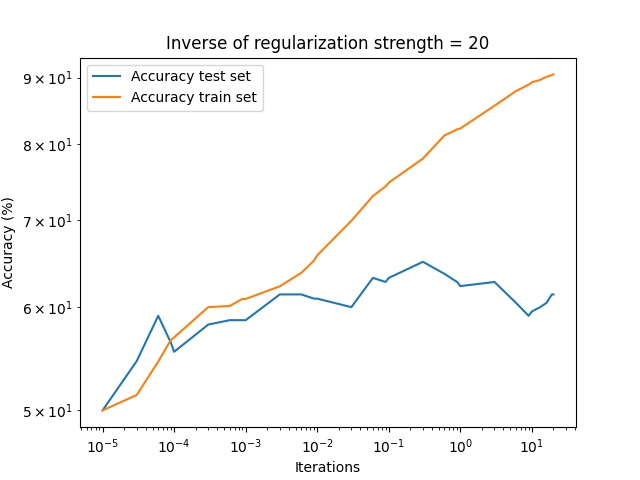 Inverse of regularization strength = 20
Accuracy test set
Accuracy train set
Accuracy (%)
9 × 10¹
8 × 10¹
7 × 10¹
6 × 10¹
5 × 10¹
10⁻⁵ 10⁻⁴ 10⁻³ 10⁻² 10⁻¹ 10⁰ 10¹
Iterations